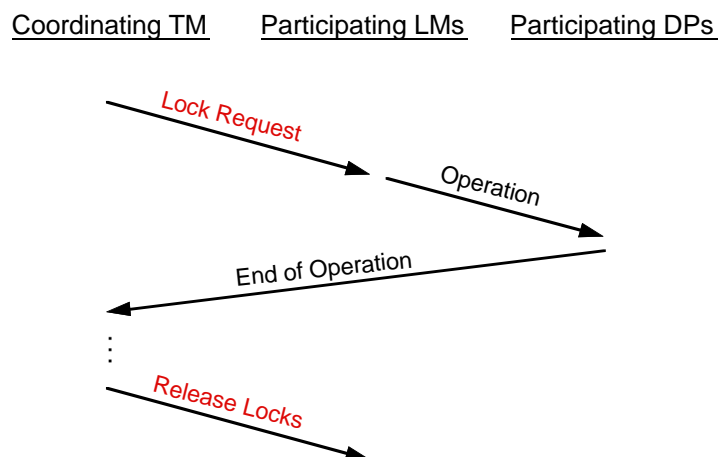 Coordinating TM Participating LMs Participating DPs
Lock Request
Operation
End of Operation
Release Locks